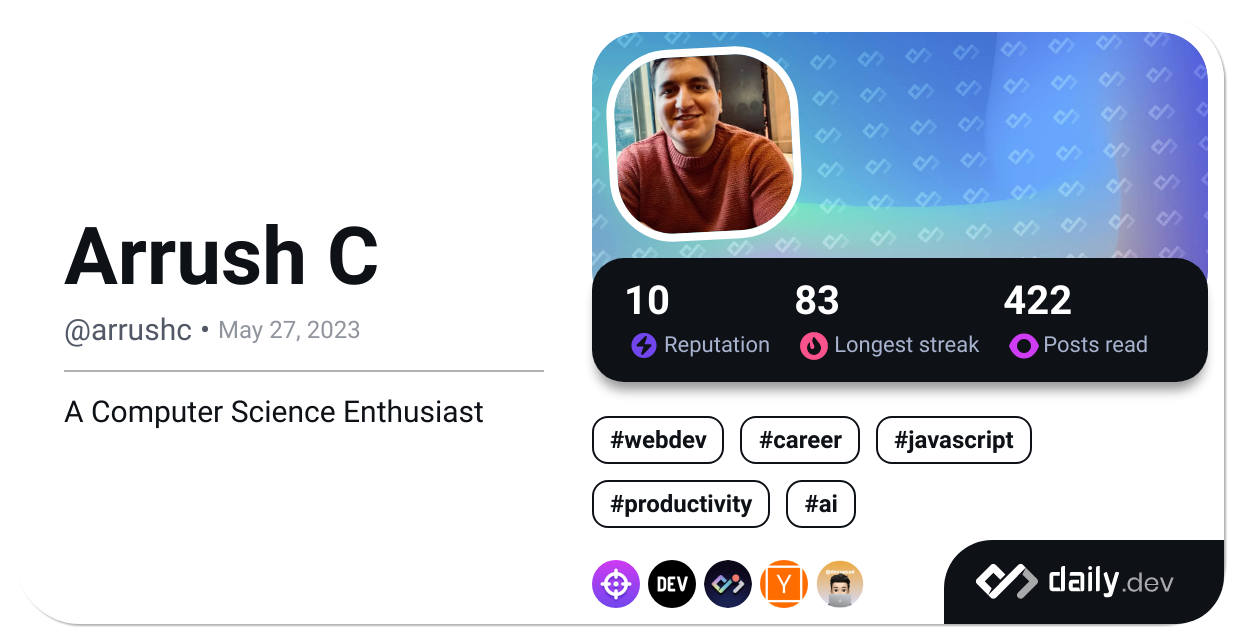 Arrush C
@arrushc • May 27, 2023
A Computer Science Enthusiast
10 83 422
Reputation Longest streak Posts read
#webdev #career #javascript
#productivity #ai
DEV Y
daily.dev